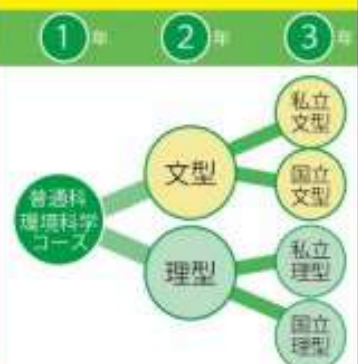 1年
2年
3年
普通科
環境科学
コース
文型
理型
私立
文型
国立
文型
私立
理型
国立
理型